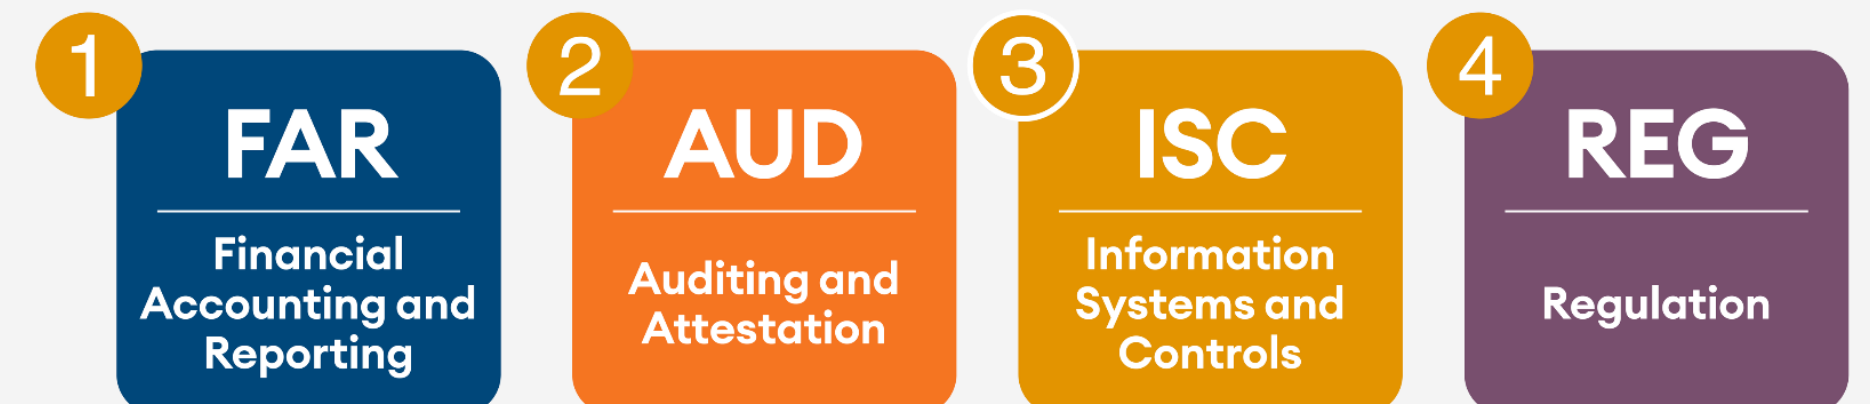 1
FAR
Financial
Accounting and
Reporting
2
AUD
Auditing and
Attestation
3
ISC
Information
Systems and
Controls
4
REG
Regulation